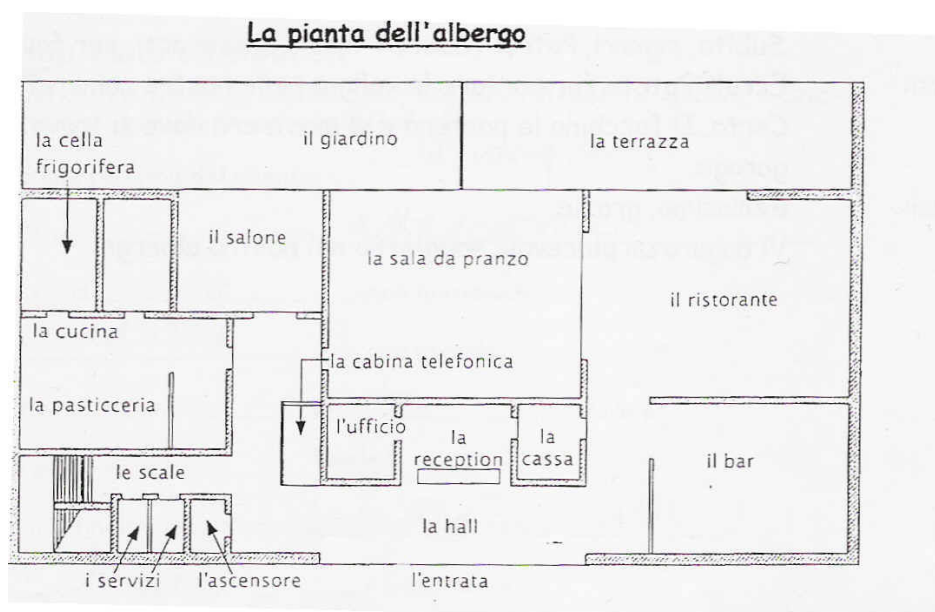 La pianta dell'albergo
la cella
frigorifera
il giardino
la terrazza
il salone
la sala da pranzo
il ristorante
la cucina
la cabina telefonica
la pasticceria
l'ufficio
la
reception
la
cassa
il bar
le scale
la hall
i servizi
l'ascensore
l'entrata